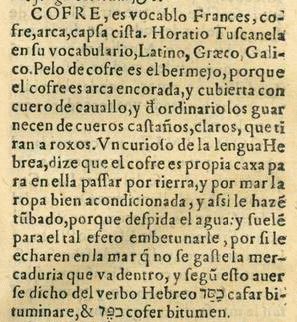 COFRE, es vocablo Frances, co-
fre, arca, capsa cista. Horatio Tuscanela
en su vocabulario, Latino, Græco, Gali-
co. Pelo de cofre es el bermejo, porque
el cofre es arca encorada, y cubierta con
cuero de cauallo, y đ ordinario los guar
necen de cueros castaños, claros, que ti
ran a roxos. Vn curioso de la lengua He
brea, dize que el cofre es propia caxa pa
ra en ella passar por tierra, y por mar la
ropa bien acondicionada, y assi le hazē
tūbado, porque despida el agua: y suelē
para el tal efeto embetunarle, por si le
echaren en la mar q̄ no se gaste la mer-
caduria que va dentro, y segū esto auer
se dicho del verbo Hebreo כפר cafar bi-
tuminare, & כפר cofer bitumen.